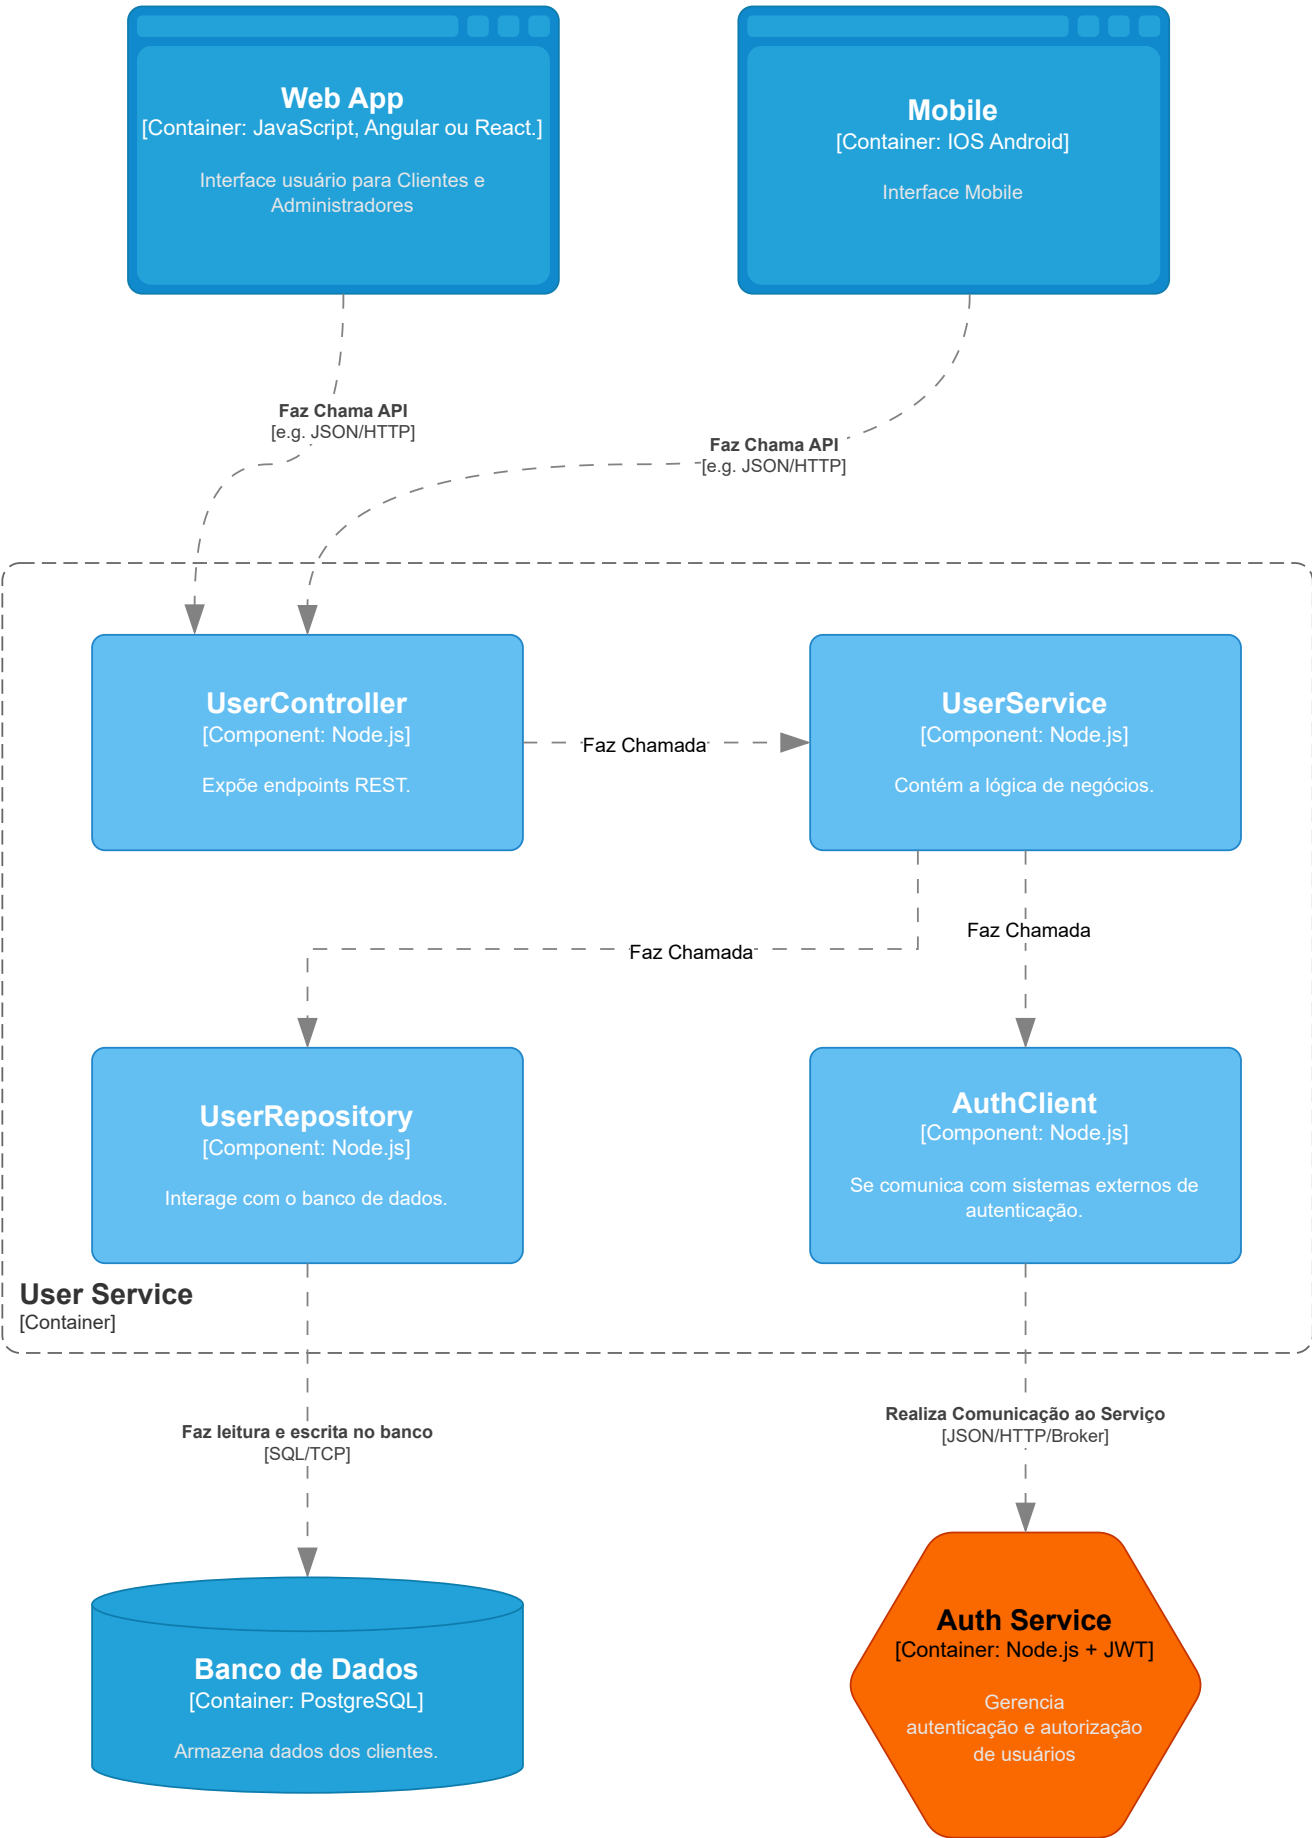 Web App
[Container: JavaScript, Angular ou React.]
Interface usuário para Clientes e
Administradores
Mobile
[Container: IOS Android]
Interface Mobile
Faz Chama API
[e.g. JSON/HTTP]
Faz Chama API
[e.g. JSON/HTTP]
UserController
[Component: Node.js]
Expõe endpoints REST.
Faz Chamada
UserService
[Component: Node.js]
Contém a lógica de negócios.
Faz Chamada
Faz Chamada
UserRepository
[Component: Node.js]
Interage com o banco de dados.
AuthClient
[Component: Node.js]
Se comunica com sistemas externos de
autenticação.
User Service
[Container]
Faz leitura e escrita no banco
[SQL/TCP]
Realiza Comunicação ao Serviço
[JSON/HTTP/Broker]
Banco de Dados
[Container: PostgreSQL]
Armazena dados dos clientes.
Auth Service
[Container: Node.js + JWT]
Gerencia
autenticação e autorização
de usuários